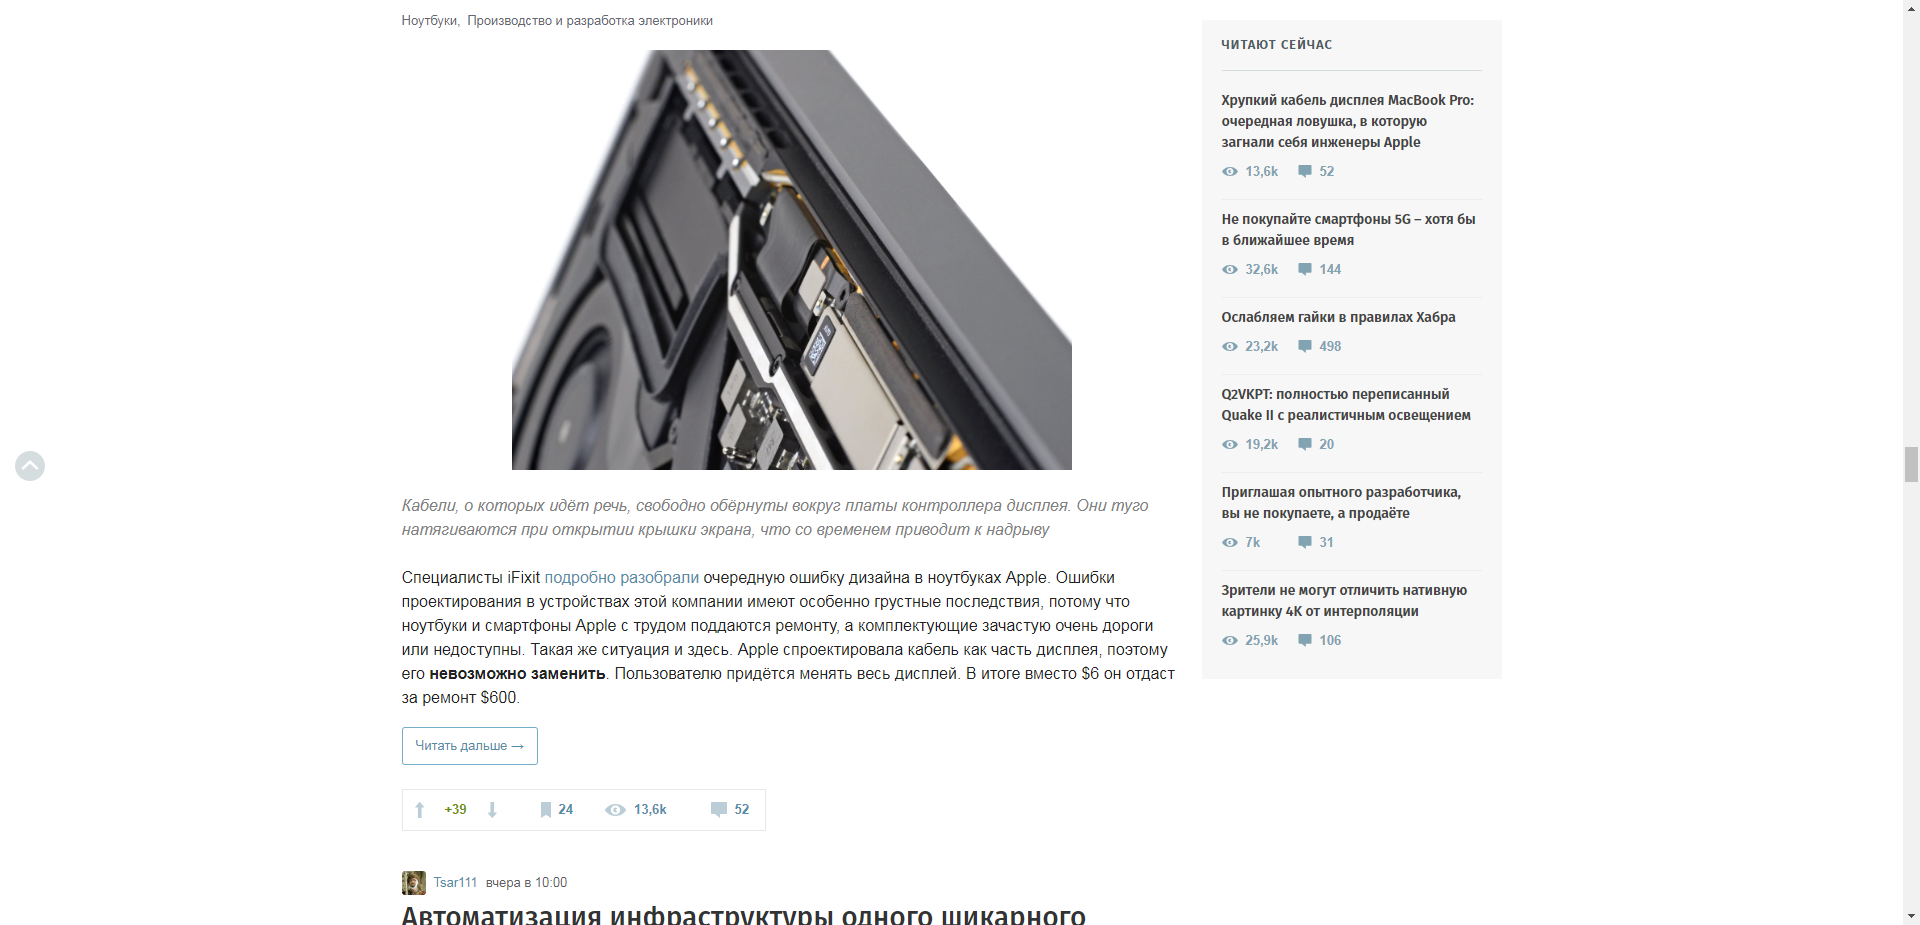 Ноутбуки, Производство и разработка электроники
Кабели, о которых идёт речь, свободно обёрнуты вокруг платы контроллера дисплея. Они туго
натягиваются при открытии крышки экрана, что со временем приводит к надрыву
Специалисты iFixit подробно разобрали очередную ошибку дизайна в ноутбуках Apple. Ошибки
проектирования в устройствах этой компании имеют особенно грустные последствия, потому что
ноутбуки и смартфоны Apple с трудом поддаются ремонту, а комплектующие зачастую очень дороги
или недоступны. Такая же ситуация и здесь. Apple спроектировала кабель как часть дисплея, поэтому
его невозможно заменить. Пользователю придётся менять весь дисплей. В итоге вместо $6 он отдаст
за ремонт $600.
Читать дальше →
+39 24 13,6k 52
Tsar111 вчера в 10:00
Автоматизация инфраструктуры одного шикарного
ЧИТАЮТ СЕЙЧАС
Хрупкий кабель дисплея MacBook Pro:
очередная ловушка, в которую
загнали себя инженеры Apple
13,6k 52
Не покупайте смартфоны 5G – хотя бы
в ближайшее время
32,6k 144
Ослабляем гайки в правилах Хабра
23,2k 498
Q2VKPT: полностью переписанный
Quake II с реалистичным освещением
19,2k 20
Приглашая опытного разработчика,
вы не покупаете, а продаёте
7k 31
Зрители не могут отличить нативную
картинку 4K от интерполяции
25,9k 106